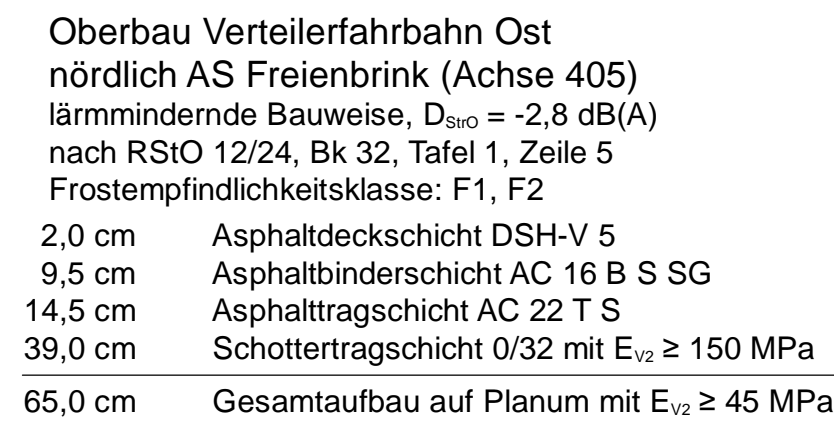 Oberbau Verteilerfahrbahn Ost
nördlich AS Freienbrink (Achse 405)
lärmmindernde Bauweise, DStrO = -2,8 dB(A)
nach RStO 12/24, Bk 32, Tafel 1, Zeile 5
Frostempfindlichkeitsklasse: F1, F2
2,0 cm Asphaltdeckschicht DSH-V 5
9,5 cm Asphaltbinderschicht AC 16 B S SG
14,5 cm Asphalttragschicht AC 22 T S
39,0 cm Schottertragschicht 0/32 mit EV2 ≥ 150 MPa
65,0 cm Gesamtaufbau auf Planum mit EV2 ≥ 45 MPa